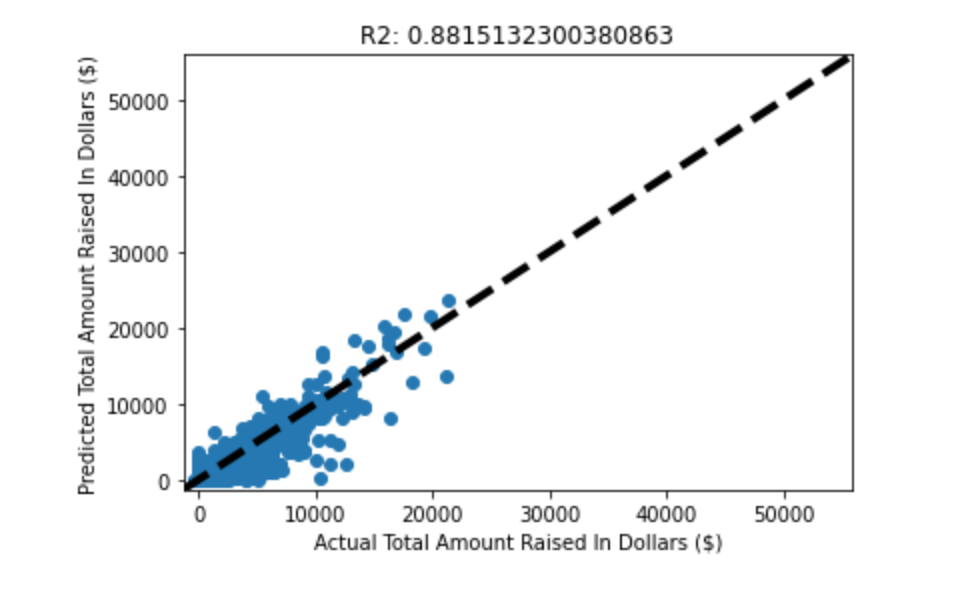 R2: 0.8815132300380863
Predicted Total Amount Raised In Dollars ($)
50000
40000
30000
20000
10000
0
0 10000 20000 30000 40000 50000
Actual Total Amount Raised In Dollars ($)